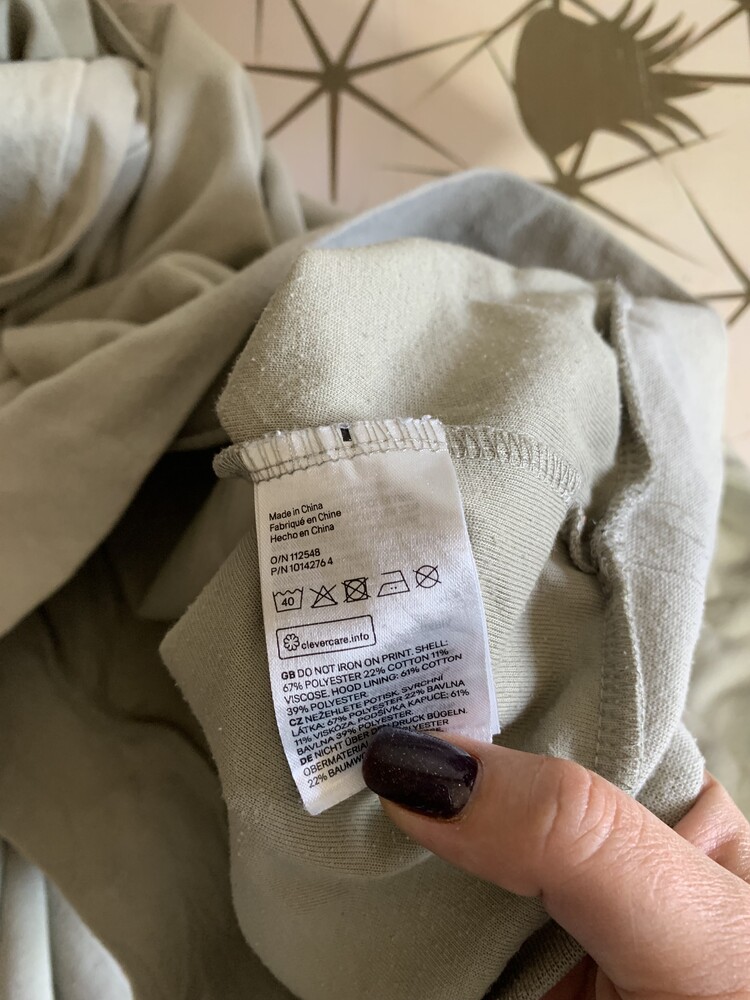 Made in China
Fabriqué en Chine
Hecho en China
O/N 112548
P/N 10142764
40
clevercare.info
GB DO NOT IRON ON PRINT. SHELL:
67% POLYESTER 22% COTTON 11%
VISCOSE. HOOD LINING: 61% COTTON
39% POLYESTER.
CZ NEŽEHLETE POTISK. SVRCHNÍ
LÁTKA: 67% POLYESTER 22% BAVLNA
11% VISKÓZA. PODŠÍVKA KAPUCE: 61%
BAVLNA 39% POLYESTER.
DE NICHT ÜBER DEN DRUCK BÜGELN.
OBERMATERIAL POLYESTER
22% BAUMW